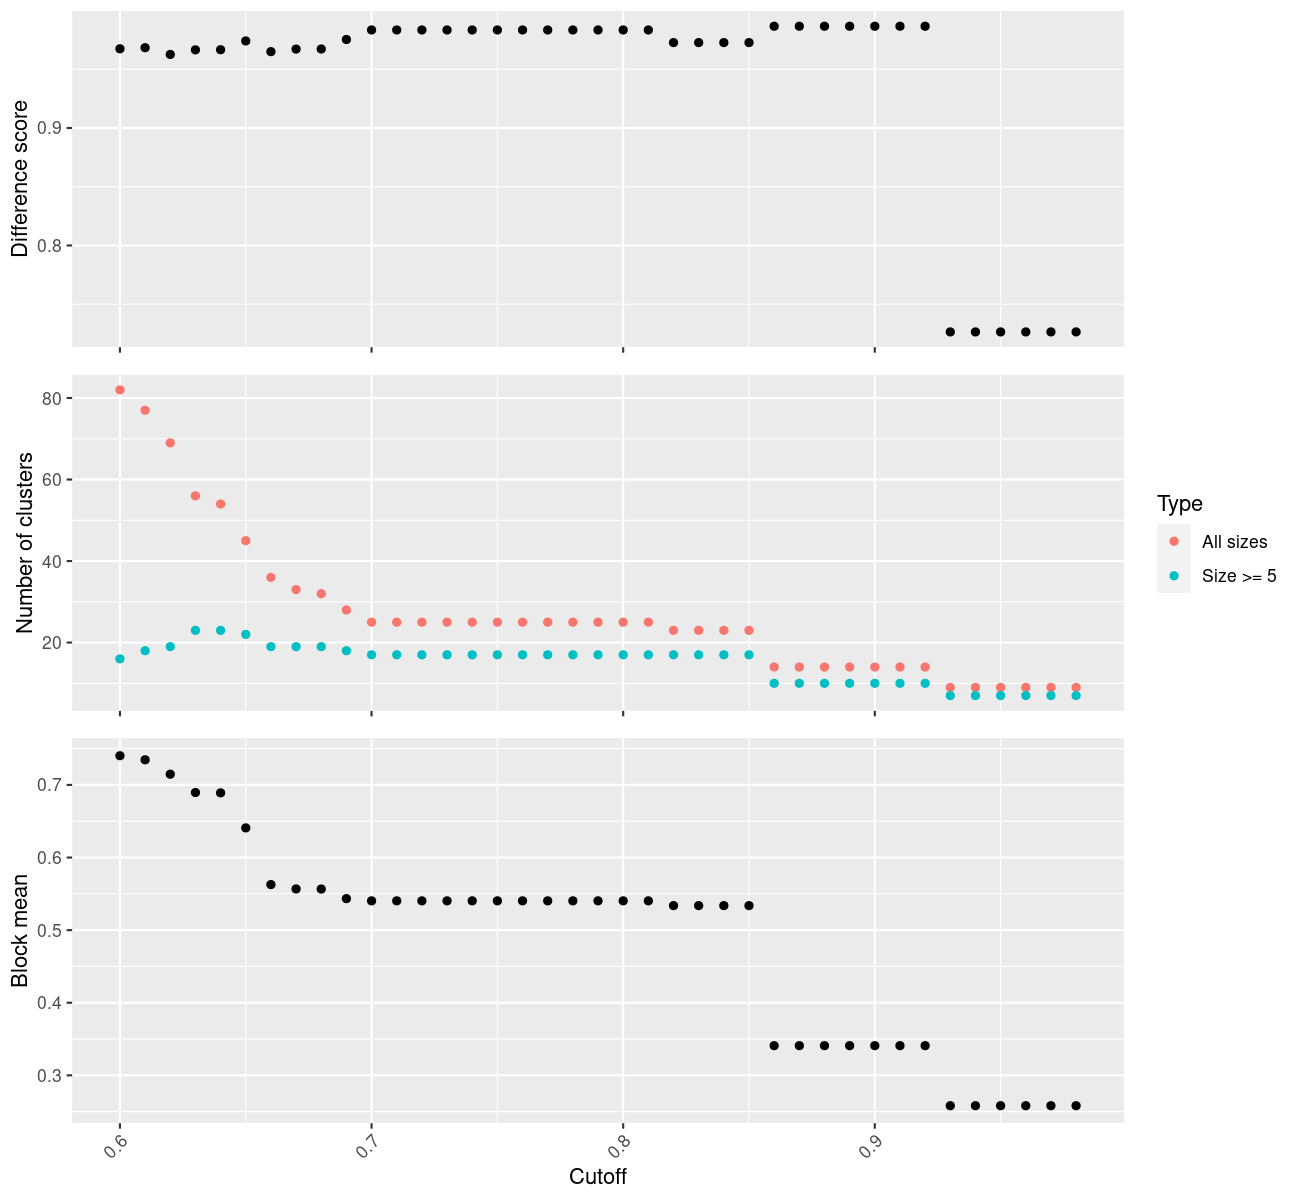 Difference score
0.9
0.8
Number of clusters
80
60
40
20
Type
All sizes
Size >= 5
Block mean
0.7
0.6
0.5
0.4
0.3
0.6
0.7
0.8
0.9
Cutoff